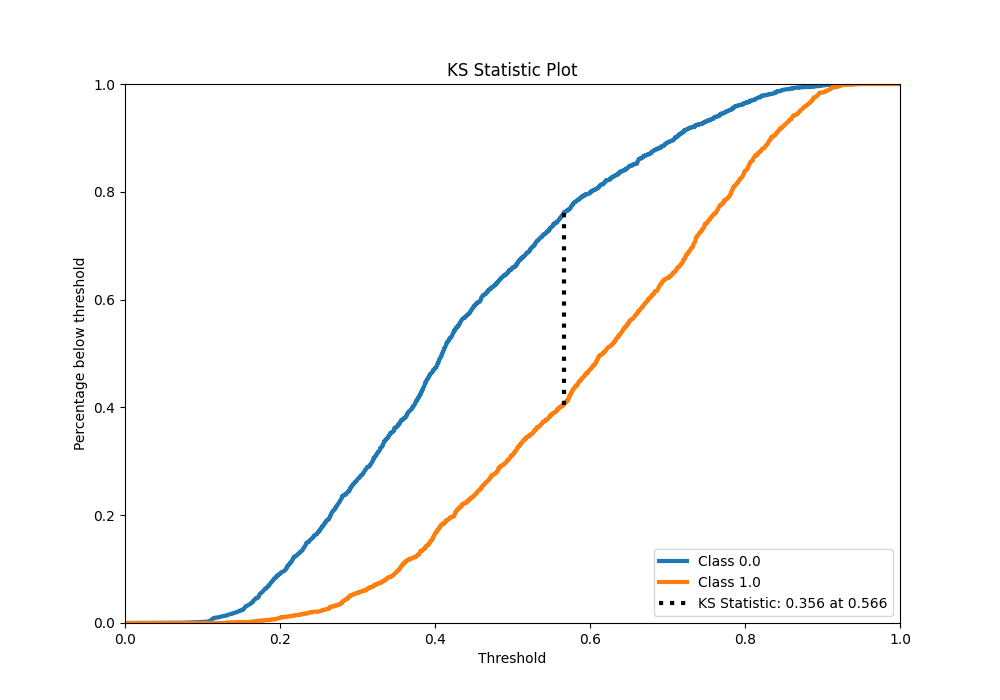 KS Statistic Plot
1.0
0.8
0.6
0.4
0.2
0.0
Percentage below threshold
0.0 0.2 0.4 0.6 0.8 1.0
Threshold
Class 0.0
Class 1.0
KS Statistic: 0.356 at 0.566